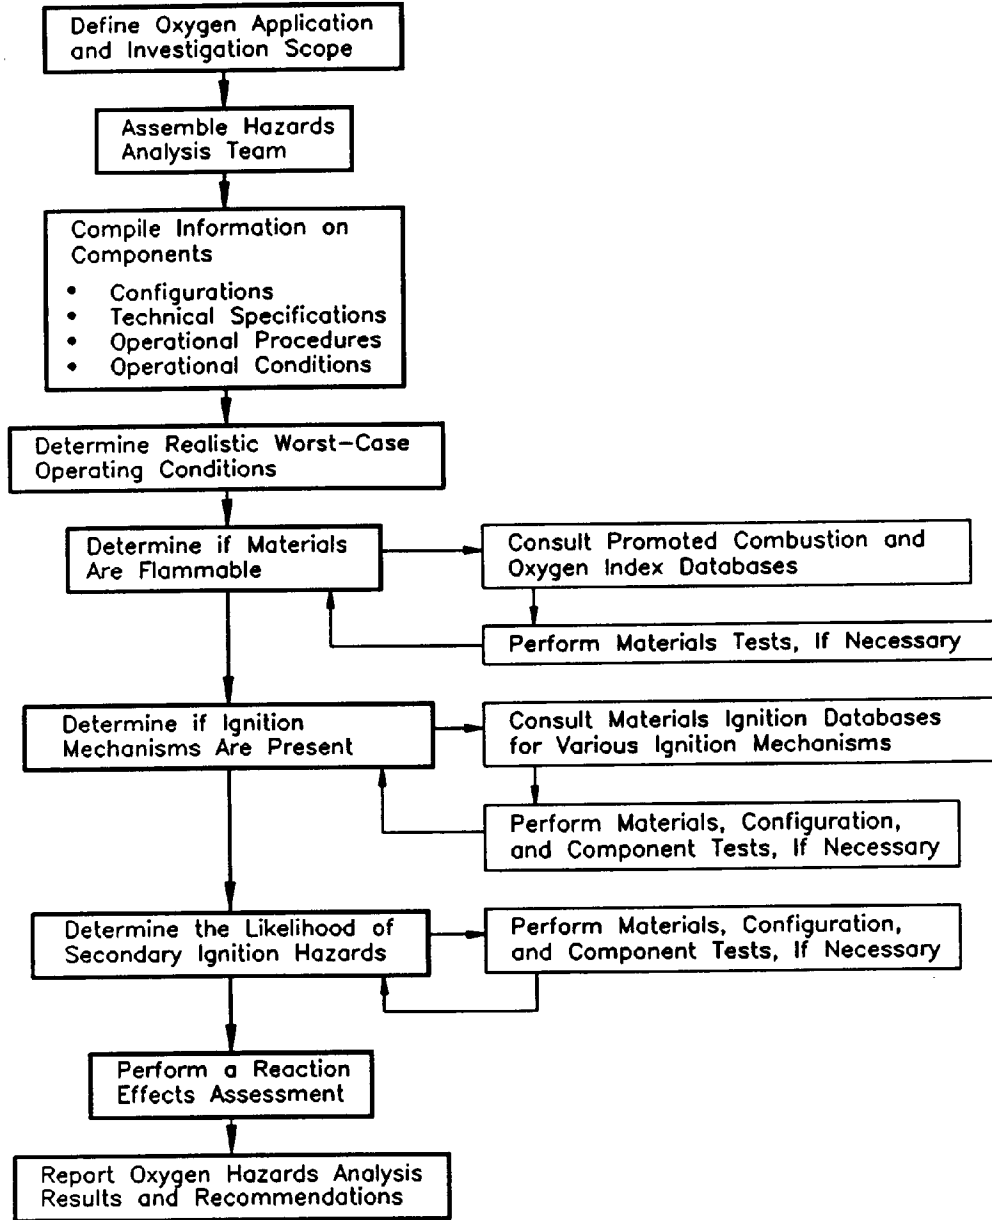 Define Oxygen Application
and Investigation Scope
Assemble Hazards
Analysis Team
Compile Information on
Components
• Configurations
• Technical Specifications
• Operational Procedures
• Operational Conditions
Determine Realistic Worst-Case
Operating Conditions
Determine if Materials
Are Flammable
Consult Promoted Combustion and
Oxygen Index Databases
Perform Materials Tests, If Necessary
Determine if Ignition
Mechanisms Are Present
Consult Materials Ignition Databases
for Various Ignition Mechanisms
Perform Materials, Configuration,
and Component Tests, If Necessary
Determine the Likelihood of
Secondary Ignition Hazards
Perform Materials, Configuration,
and Component Tests, If Necessary
Perform a Reaction
Effects Assessment
Report Oxygen Hazards Analysis
Results and Recommendations